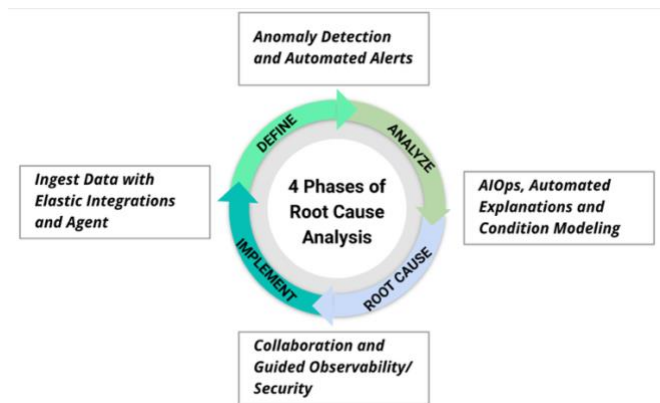 Anomaly Detection
and Automated Alerts
DEFINE
ANALYZE
Ingest Data with
Elastic Integrations
and Agent
4 Phases of
Root Cause
Analysis
AIOps, Automated
Explanations and
Condition Modeling
IMPLEMENT
ROOT CAUSE
Collaboration and
Guided Observability/
Security